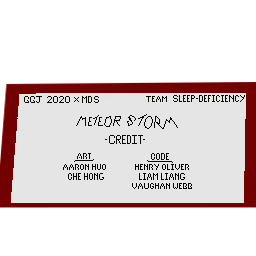 GGJ 2020 × MDS
TEAM SLEEP-DEFICIENCY
METEOR STORM
-CREDIT-
ART
AARON HUO
CHE HONG
CODE
HENRY OLIVER
LIAM LIANG
VAUGHAN WEBB